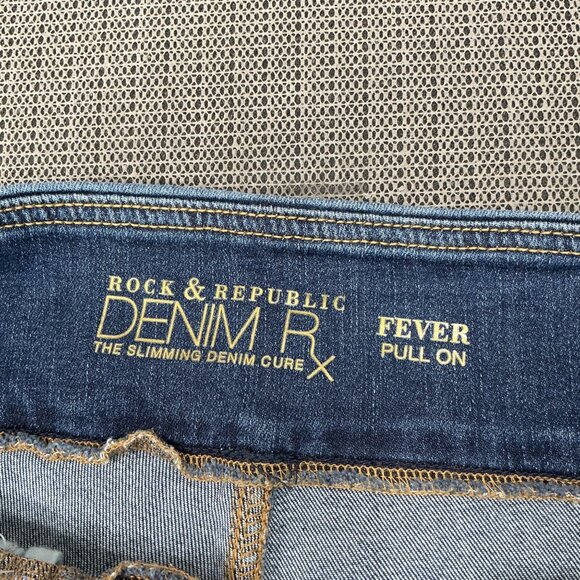 ROCK & REPUBLIC
DENIM Rx
THE SLIMMING DENIM CURE
FEVER
PULL ON